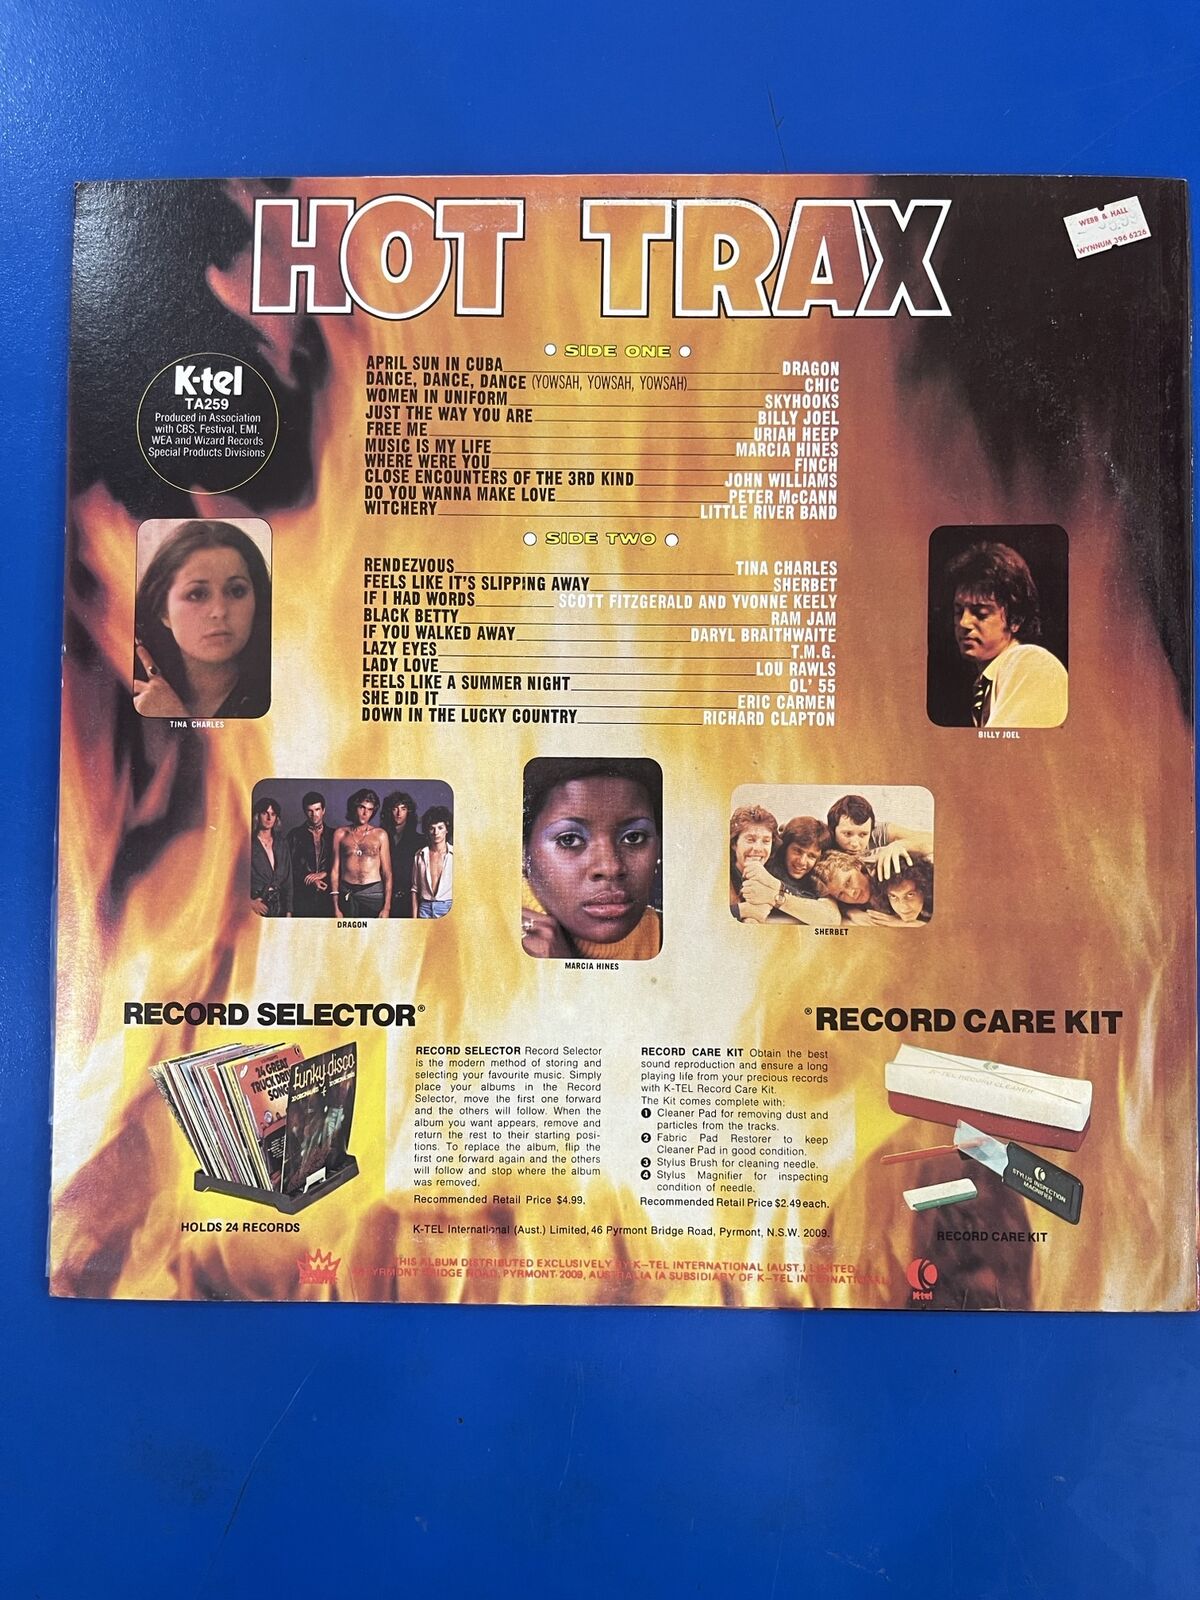 HOT TRAX
WEBB & HALL
WYNNUM 396 6226
K-tel
TA259
Produced in Association
with CBS, Festival, EMI,
WEA and Wizard Records
Special Products Divisions
SIDE ONE
APRIL SUN IN CUBA DRAGON
DANCE, DANCE, DANCE (YOWSAH, YOWSAH, YOWSAH) CHIC
WOMEN IN UNIFORM SKYHOOKS
JUST THE WAY YOU ARE BILLY JOEL
FREE ME URIAH HEEP
MUSIC IS MY LIFE MARCIA HINES
WHERE WERE YOU FINCH
CLOSE ENCOUNTERS OF THE 3RD KIND JOHN WILLIAMS
DO YOU WANNA MAKE LOVE PETER McCANN
WITCHERY LITTLE RIVER BAND
SIDE TWO
RENDEZVOUS TINA CHARLES
FEELS LIKE IT'S SLIPPING AWAY SHERBET
IF I HAD WORDS SCOTT FITZGERALD AND YVONNE KEELY
BLACK BETTY RAM JAM
IF YOU WALKED AWAY DARYL BRAITHWAITE
LAZY EYES T.M.G.
LADY LOVE LOU RAWLS
FEELS LIKE A SUMMER NIGHT OL' 55
SHE DID IT ERIC CARMEN
DOWN IN THE LUCKY COUNTRY RICHARD CLAPTON
TINA CHARLES
BILLY JOEL
DRAGON
MARCIA HINES
SHERBET
RECORD SELECTOR®
24 GREAT
TRUCK DRIVIN
SONGS
funky disco
HOLDS 24 RECORDS
RECORD SELECTOR Record Selector
is the modern method of storing and
selecting your favourite music. Simply
place your albums in the Record
Selector, move the first one forward
and the others will follow. When the
album you want appears, remove and
return the rest to their starting posi-
tions. To replace the album, flip the
first one forward again and the others
will follow and stop where the album
was removed.
Recommended Retail Price $4.99.
®RECORD CARE KIT
RECORD CARE KIT Obtain the best
sound reproduction and ensure a long
playing life from your precious records
with K-TEL Record Care Kit.
The Kit comes complete with:
1 Cleaner Pad for removing dust and
particles from the tracks.
2 Fabric Pad Restorer to keep
Cleaner Pad in good condition.
3 Stylus Brush for cleaning needle.
4 Stylus Magnifier for inspecting
condition of needle.
Recommended Retail Price $2.49 each.
K-TEL RECORD CLEANER
STYLUS INSPECTION
MAGNIFIER
RECORD CARE KIT
K-TEL International (Aust.) Limited, 46 Pyrmont Bridge Road, Pyrmont, N.S.W. 2009.
THIS ALBUM DISTRIBUTED EXCLUSIVELY BY K-TEL INTERNATIONAL (AUST.) LIMITED,
PYRMONT BRIDGE ROAD, PYRMONT. 2009, AUSTRALIA (A SUBSIDIARY OF K-TEL INTERNATIONAL
K-tel